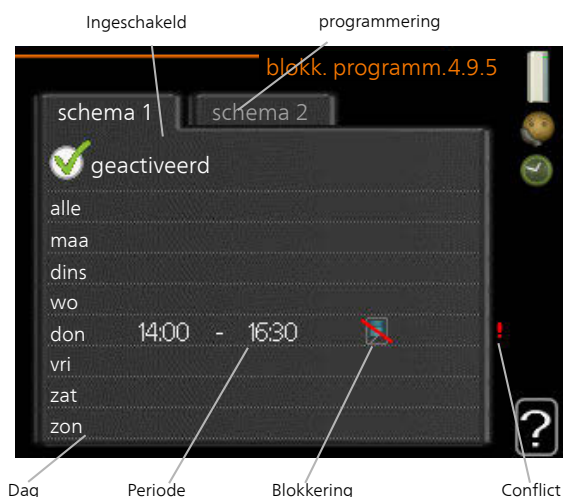 Ingeschakeld programmering
blokk. programm.4.9.5
schema 1 schema 2
geactiveerd
alle
maa
dins
wo
don 14:00 - 16:30 !
vri
zat
zon
?
Dag Periode Blokkering Conflict